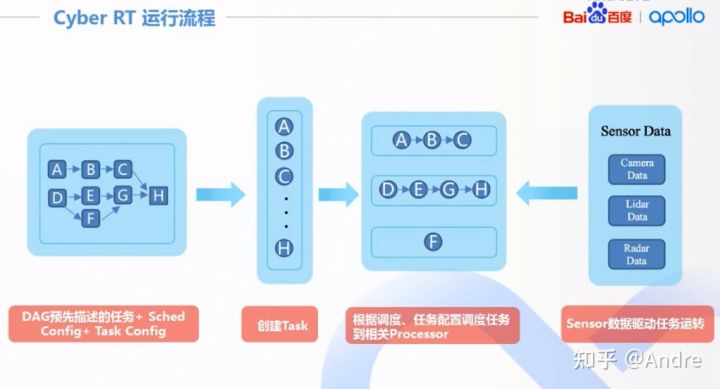 Cyber RT 运行流程
Bai du 百度 apollo
A B C
D E G H
F
A
B
C
H
A B C
D E G H
F
Sensor Data
Camera
Data
Lidar
Data
Radar
Data
DAG预先描述的任务+ Sched
Config+ Task Config
创建Task
根据调度、任务配置调度任务
到相关Processor
Sensor数据驱动任务运转
知乎 @Andre